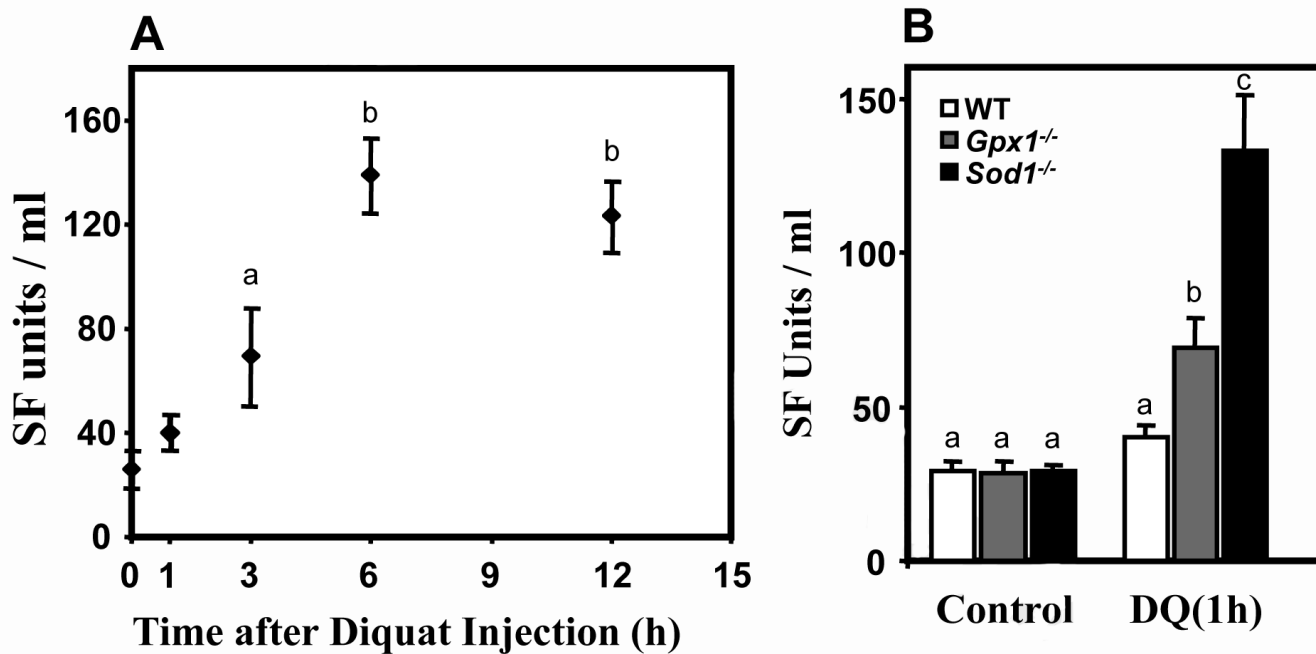 A
SF units / ml
160
120
80
40
0
a
b
b
0 1 3 6 9 12 15
Time after Diquat Injection (h)
B
SF Units / ml
150
100
50
0
WT
Gpx1-/-
Sod1-/-
a a a
a b c
Control DQ(1h)